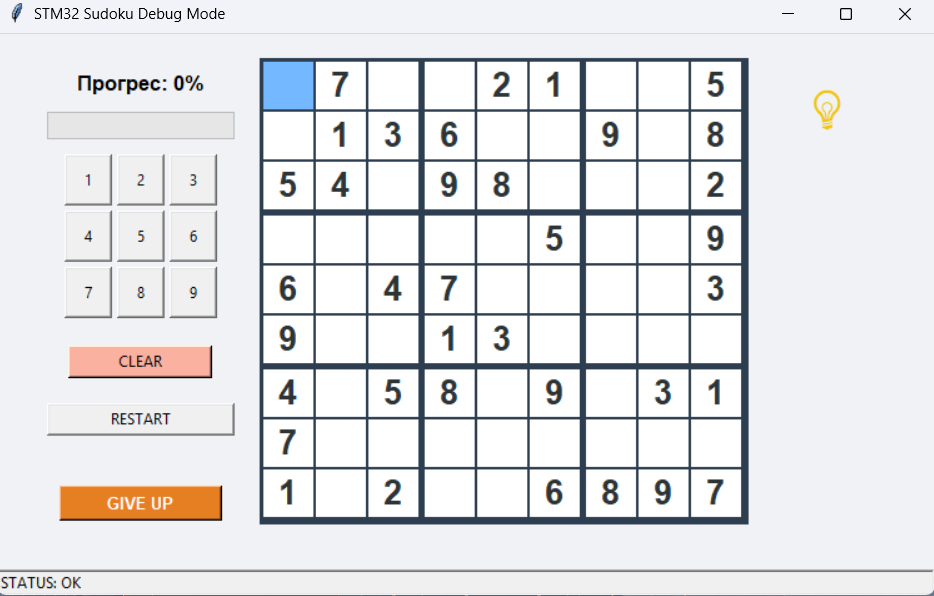 STM32 Sudoku Debug Mode
Прогрес: 0%
1 2 3
4 5 6
7 8 9
CLEAR
RESTART
GIVE UP
7 2 1 5
1 3 6 9 8
5 4 9 8 2
5 9
6 4 7 3
9 1 3
4 5 8 9 3 1
7
1 2 6 8 9 7
STATUS: OK